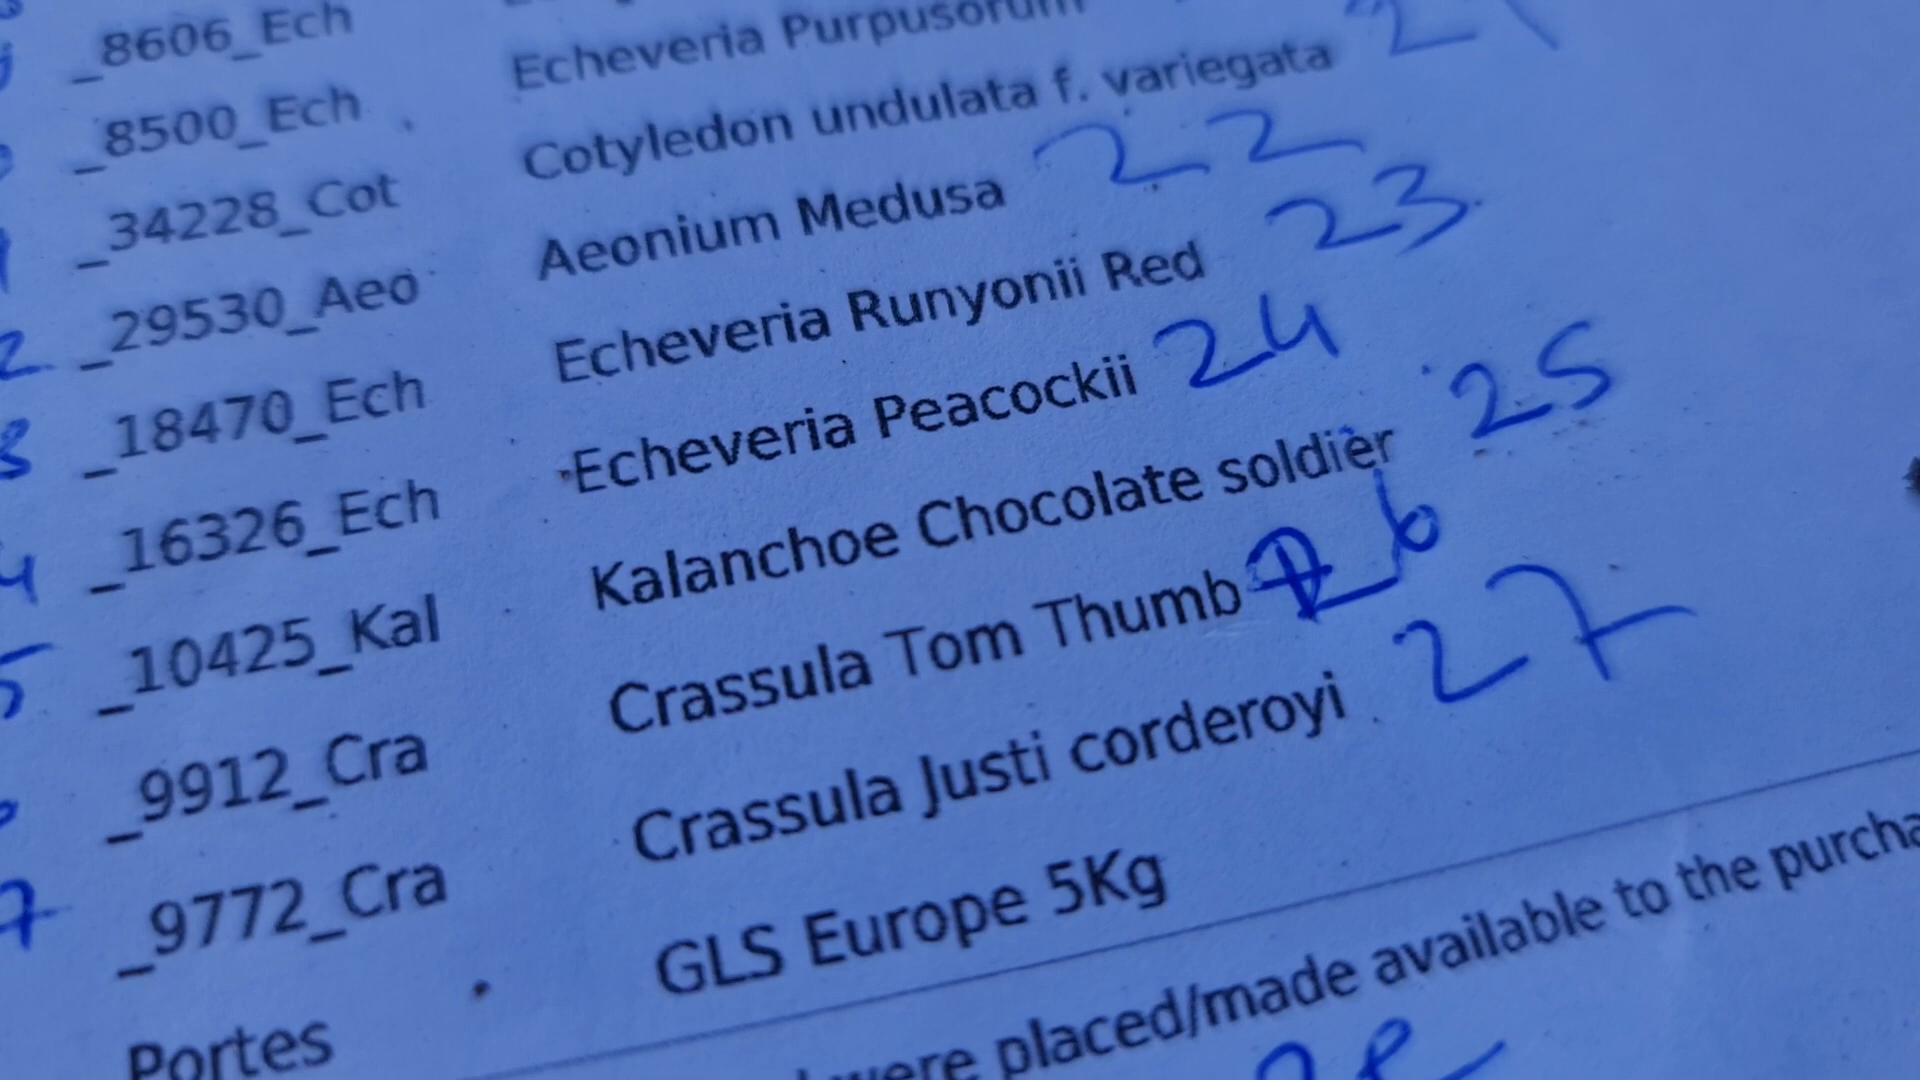 _8606_Ech
_8500_Ech Echeveria Purpusorum
_34228_Cot Cotyledon undulata f. variegata 21
2 _29530_Aeo Aeonium Medusa 22
3 _18470_Ech Echeveria Runyonii Red 23
4 _16326_Ech Echeveria Peacockii 24
5 _10425_Kal Kalanchoe Chocolate soldier 25
_9912_Cra Crassula Tom Thumb 26
7 _9772_Cra Crassula Justi corderoyi 27
Portes GLS Europe 5Kg
were placed/made available to the purcha